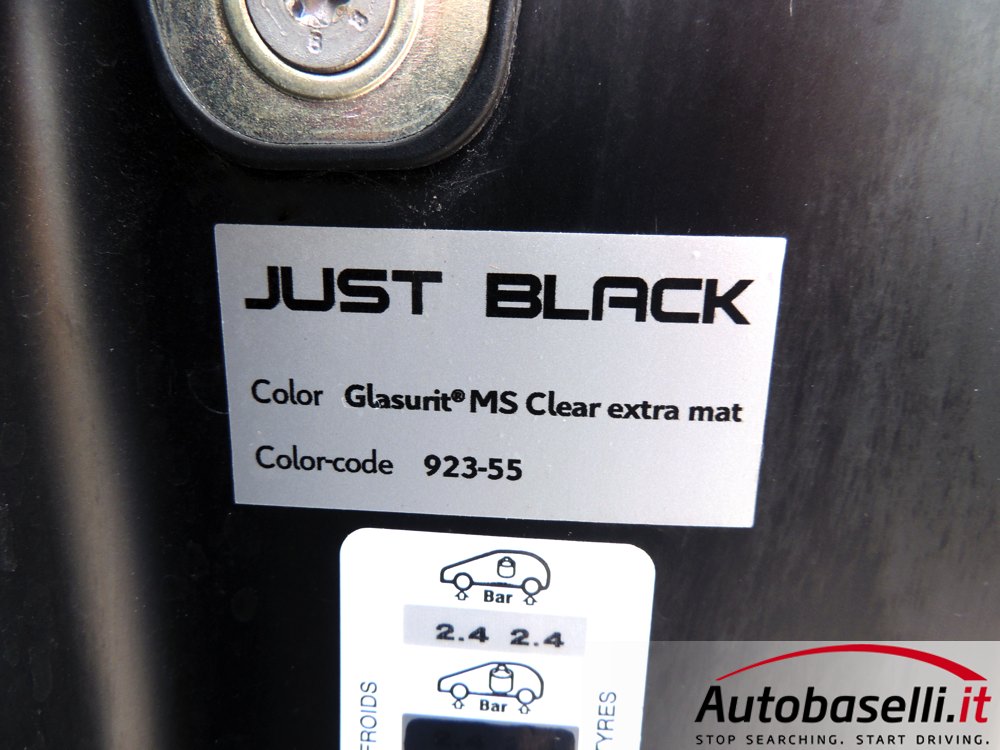 JUST BLACK
Color Glasurit® MS Clear extra mat
Color-code 923-55
Bar
2.4 2.4
Bar
FROIDS
TYRES
Autobaselli.it
STOP SEARCHING. START DRIVING.